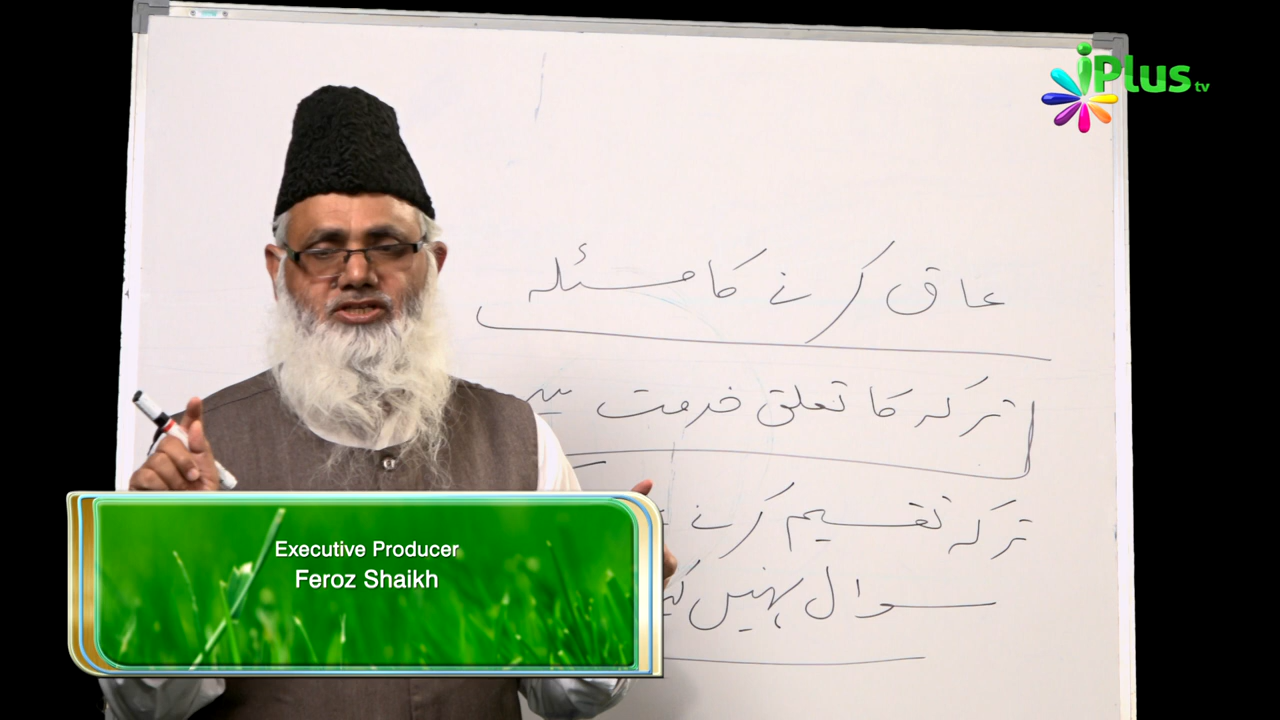 iPlus tv
عاق کرنے کا مسئلہ
ترکہ کا تعلق خدمت سے
ترکہ تقسیم کرنے
سوال نہیں
Executive Producer
Feroz Shaikh